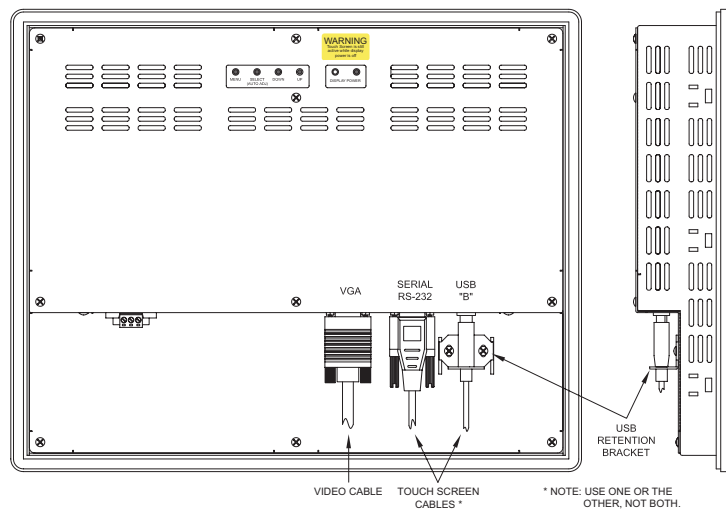 WARNING
Touch Screen is still
active while display
power is off
MENU
SELECT
(AUTO ADJ)
DOWN
UP
DISPLAY POWER
VGA
SERIAL
RS-232
USB
"B"
USB
RETENTION
BRACKET
VIDEO CABLE
TOUCH SCREEN
CABLES *
* NOTE: USE ONE OR THE
OTHER, NOT BOTH.